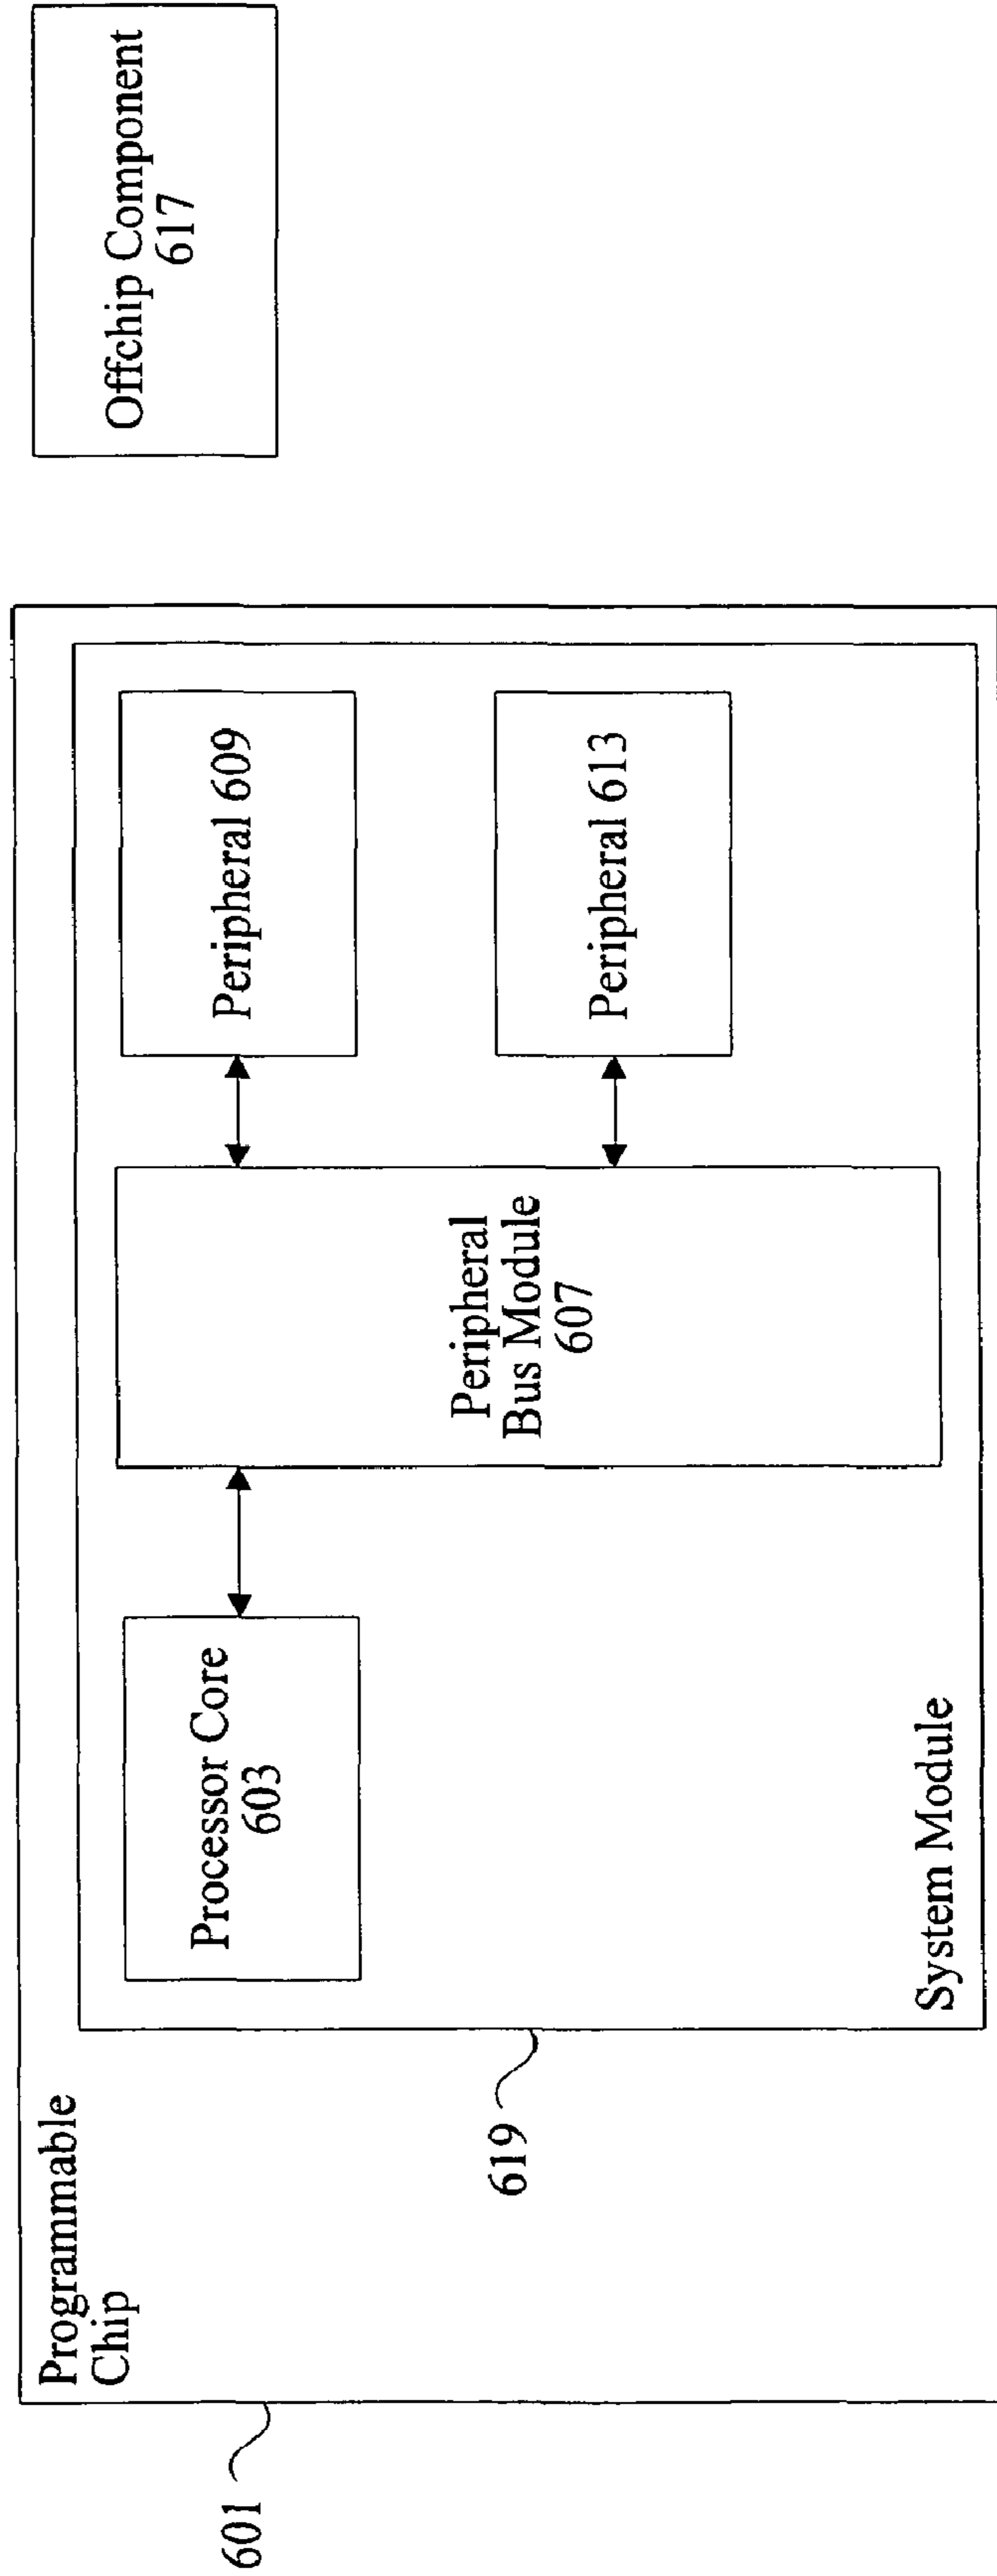 Programmable
Chip
601
619
System Module
Processor Core
603
Peripheral
Bus Module
607
Peripheral 609
Peripheral 613
Offchip Component
617